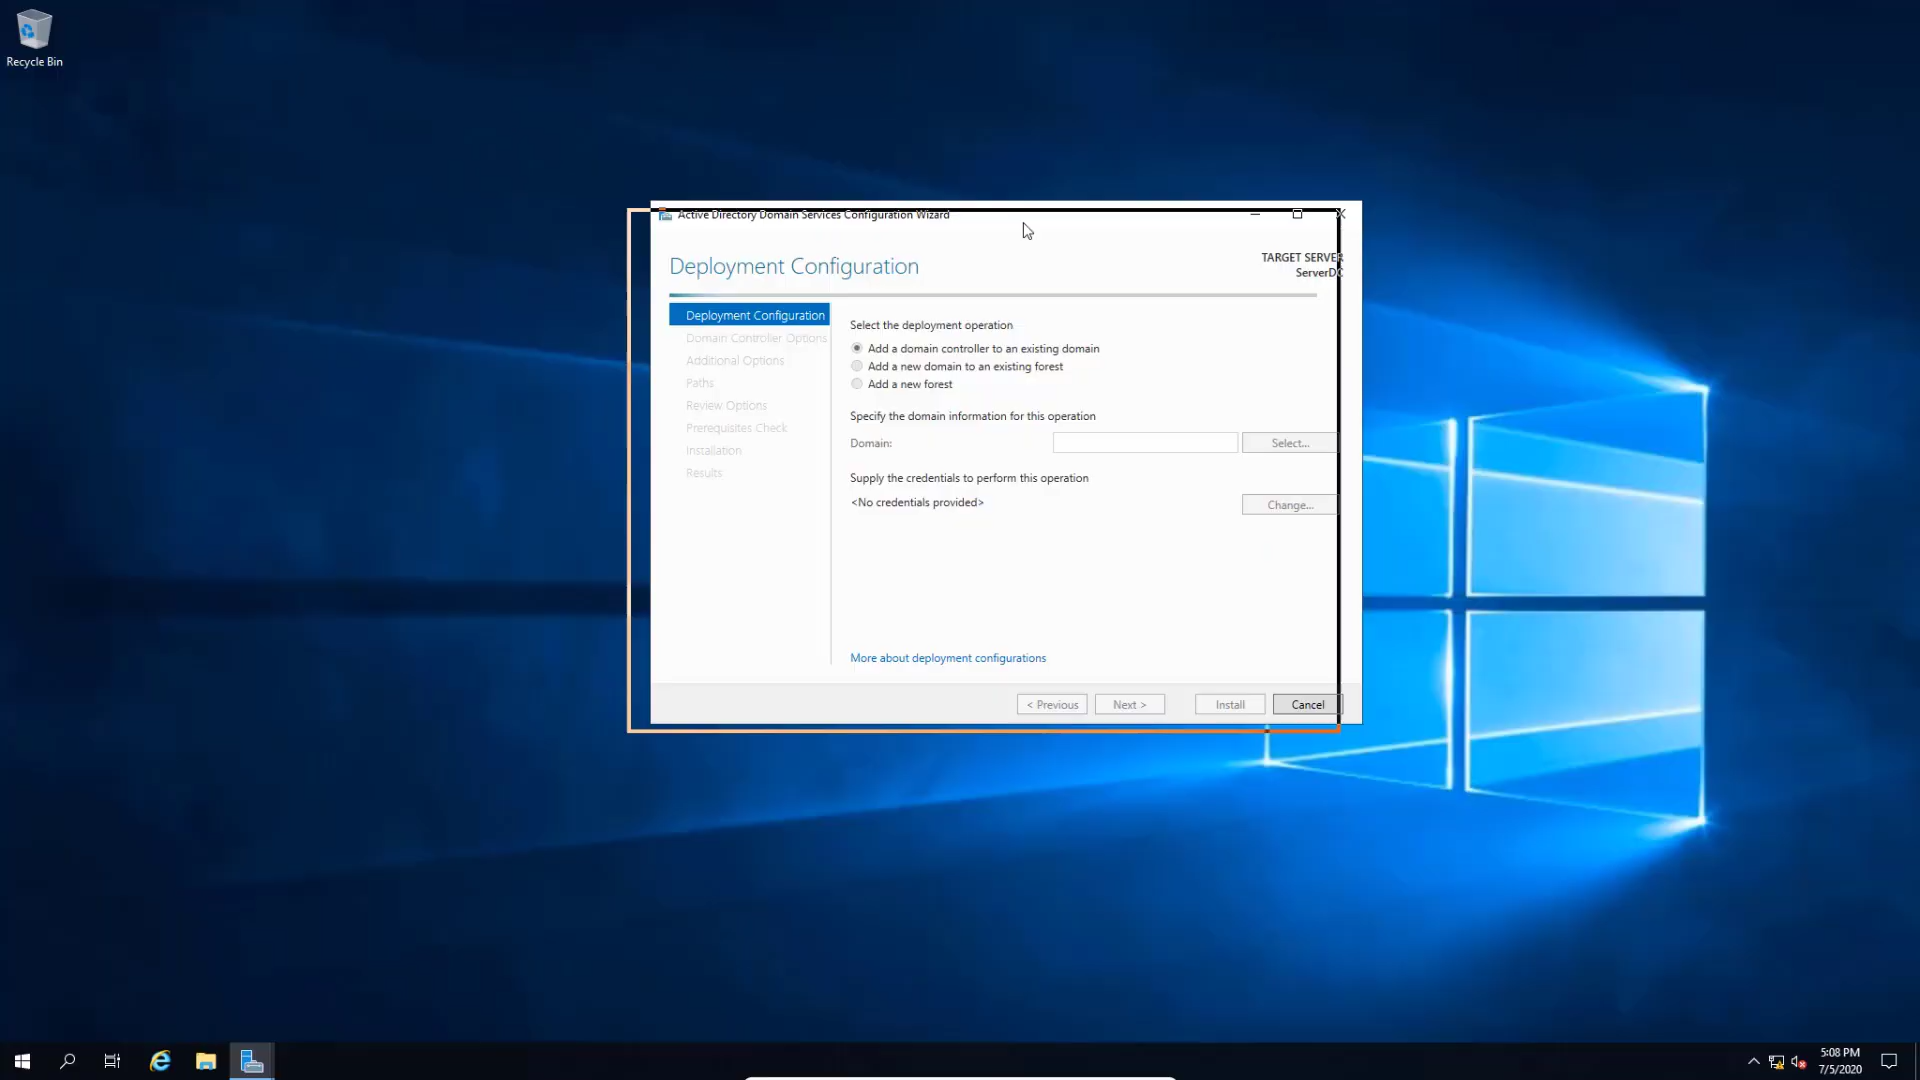 Recycle Bin
Active Directory Domain Services Configuration Wizard
Deployment Configuration
TARGET SERVER
ServerDC
Deployment Configuration
Domain Controller Options
Additional Options
Paths
Review Options
Prerequisites Check
Installation
Results
Select the deployment operation
Add a domain controller to an existing domain
Add a new domain to an existing forest
Add a new forest
Specify the domain information for this operation
Domain:
Select...
Supply the credentials to perform this operation
<No credentials provided>
Change...
More about deployment configurations
< Previous
Next >
Install
Cancel
5:08 PM
7/5/2020